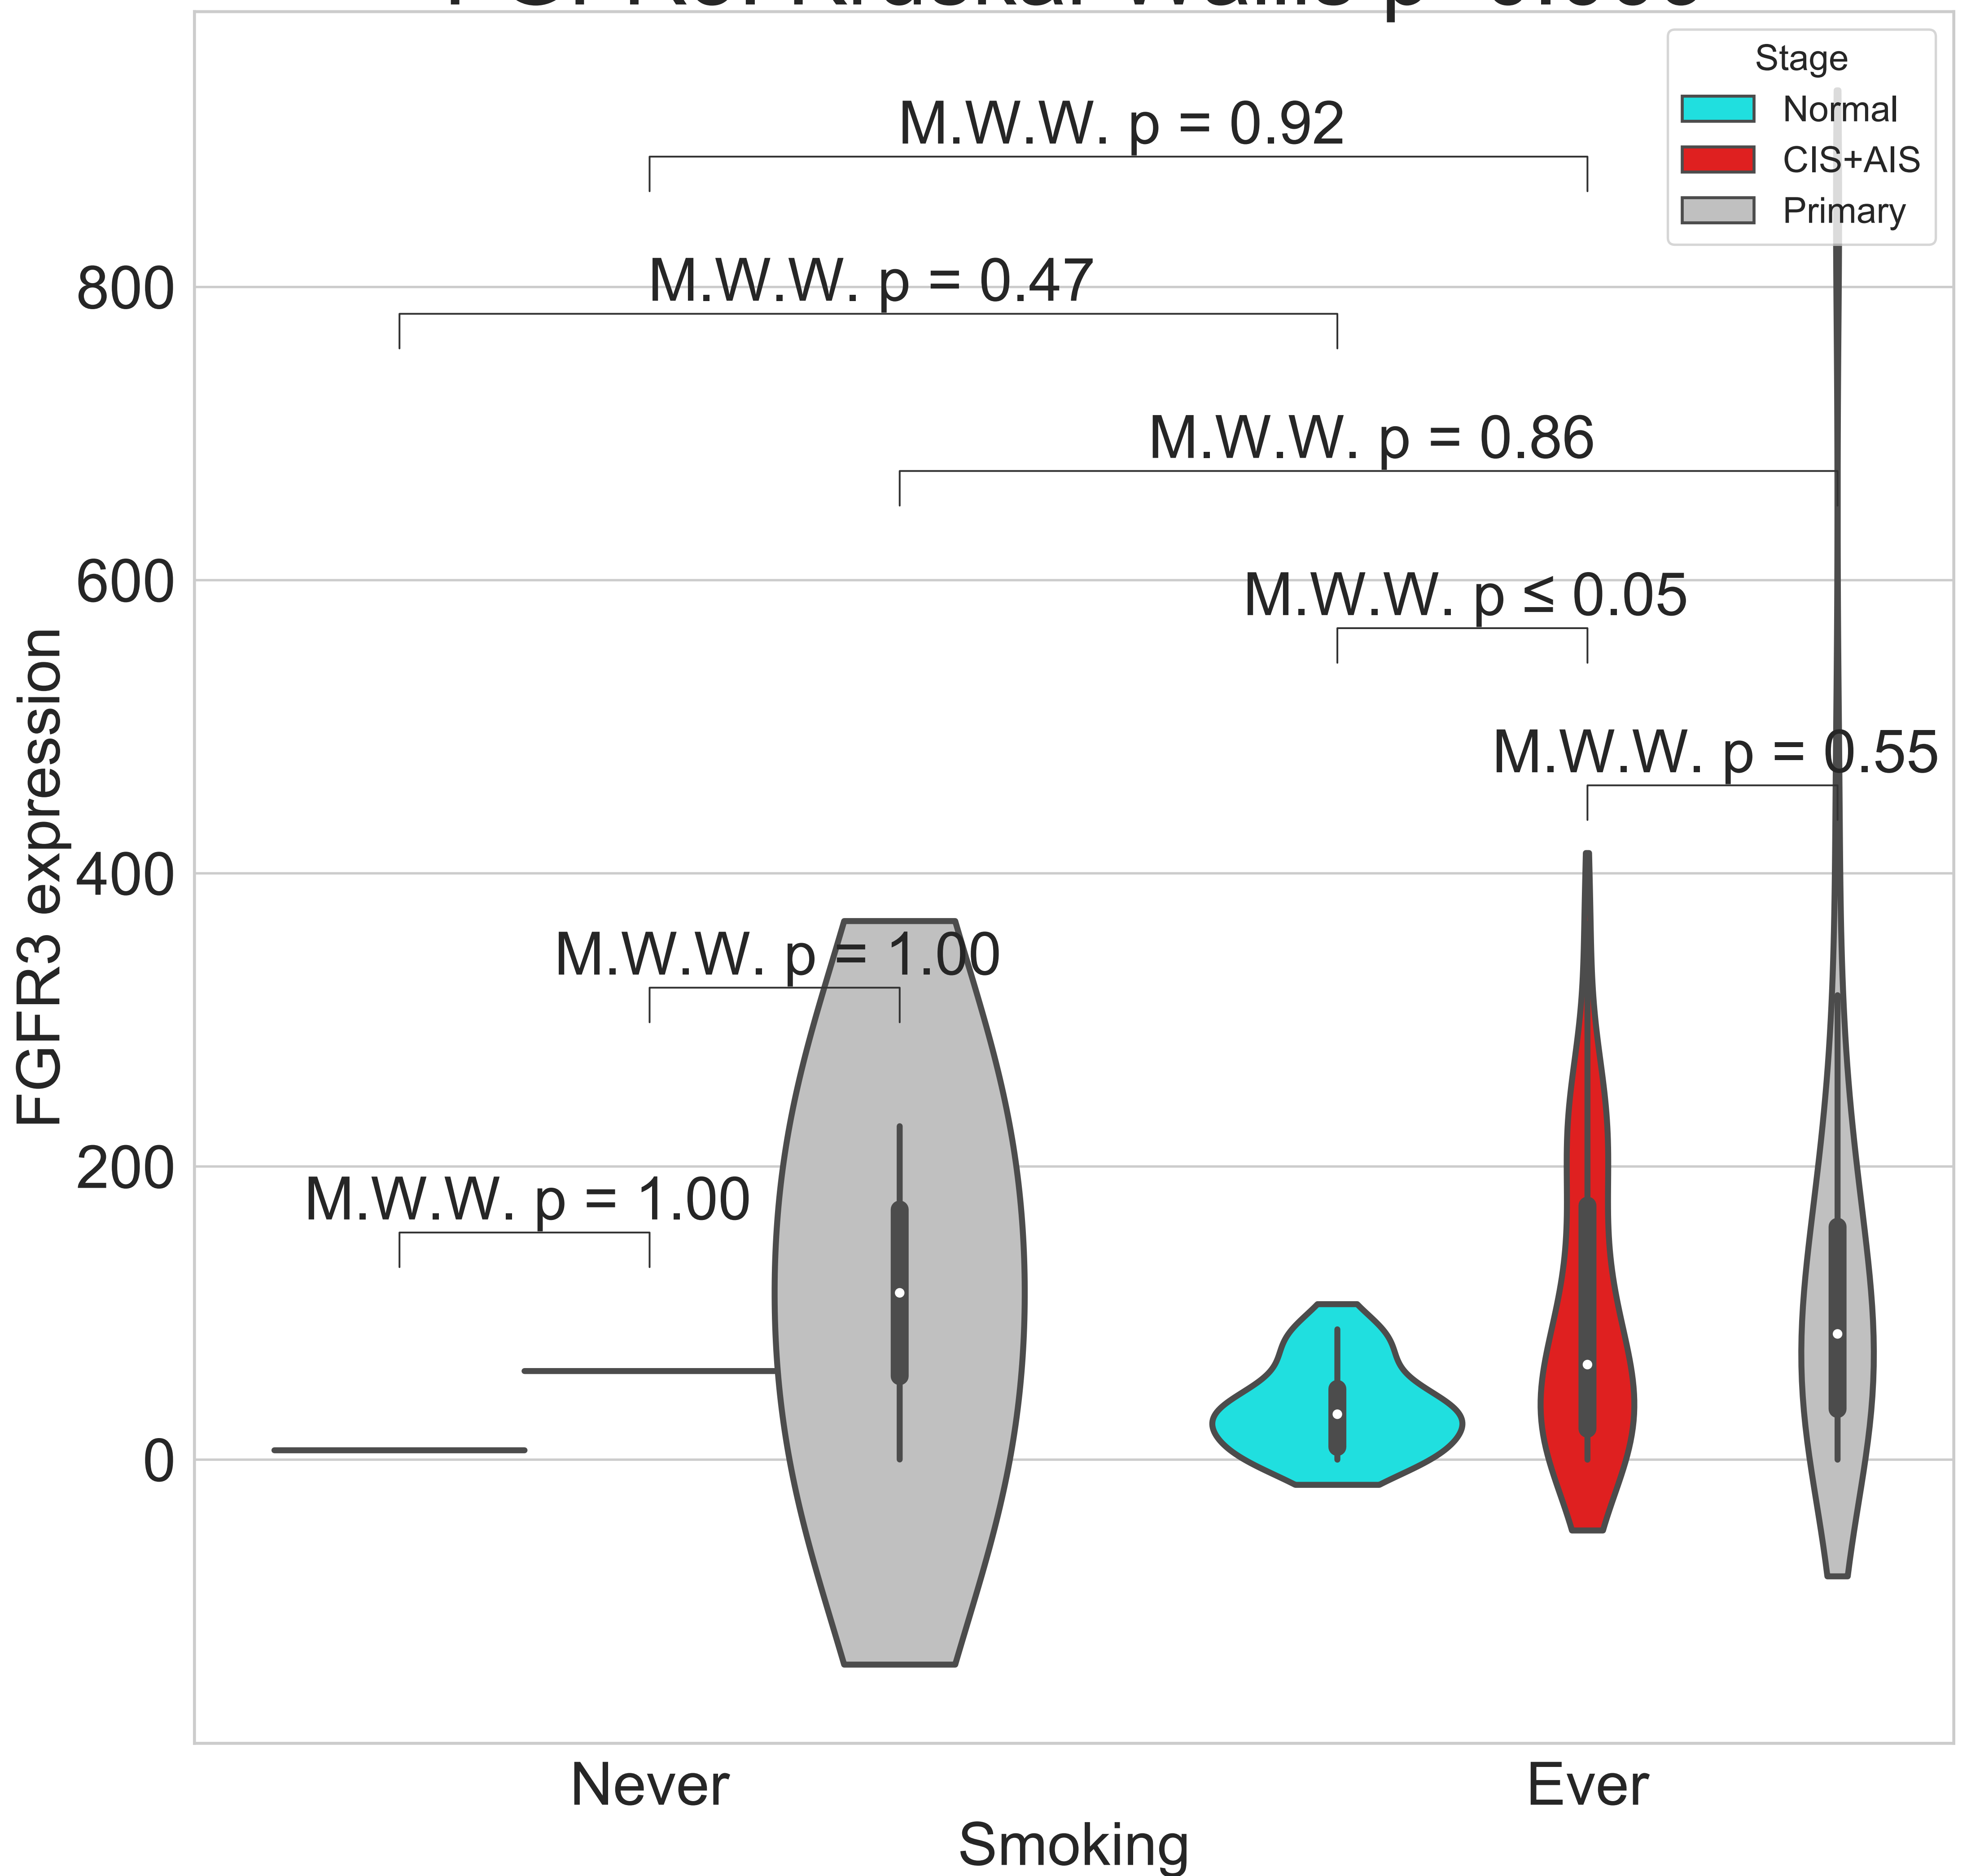 Stage
Normal
CIS+AIS
Primary
M.W.W. p = 0.92
M.W.W. p = 0.47
M.W.W. p = 0.86
M.W.W. p ≤ 0.05
M.W.W. p = 0.55
M.W.W. p = 1.00
M.W.W. p = 1.00
800
600
400
200
0
FGFR3 expression
Never
Ever
Smoking